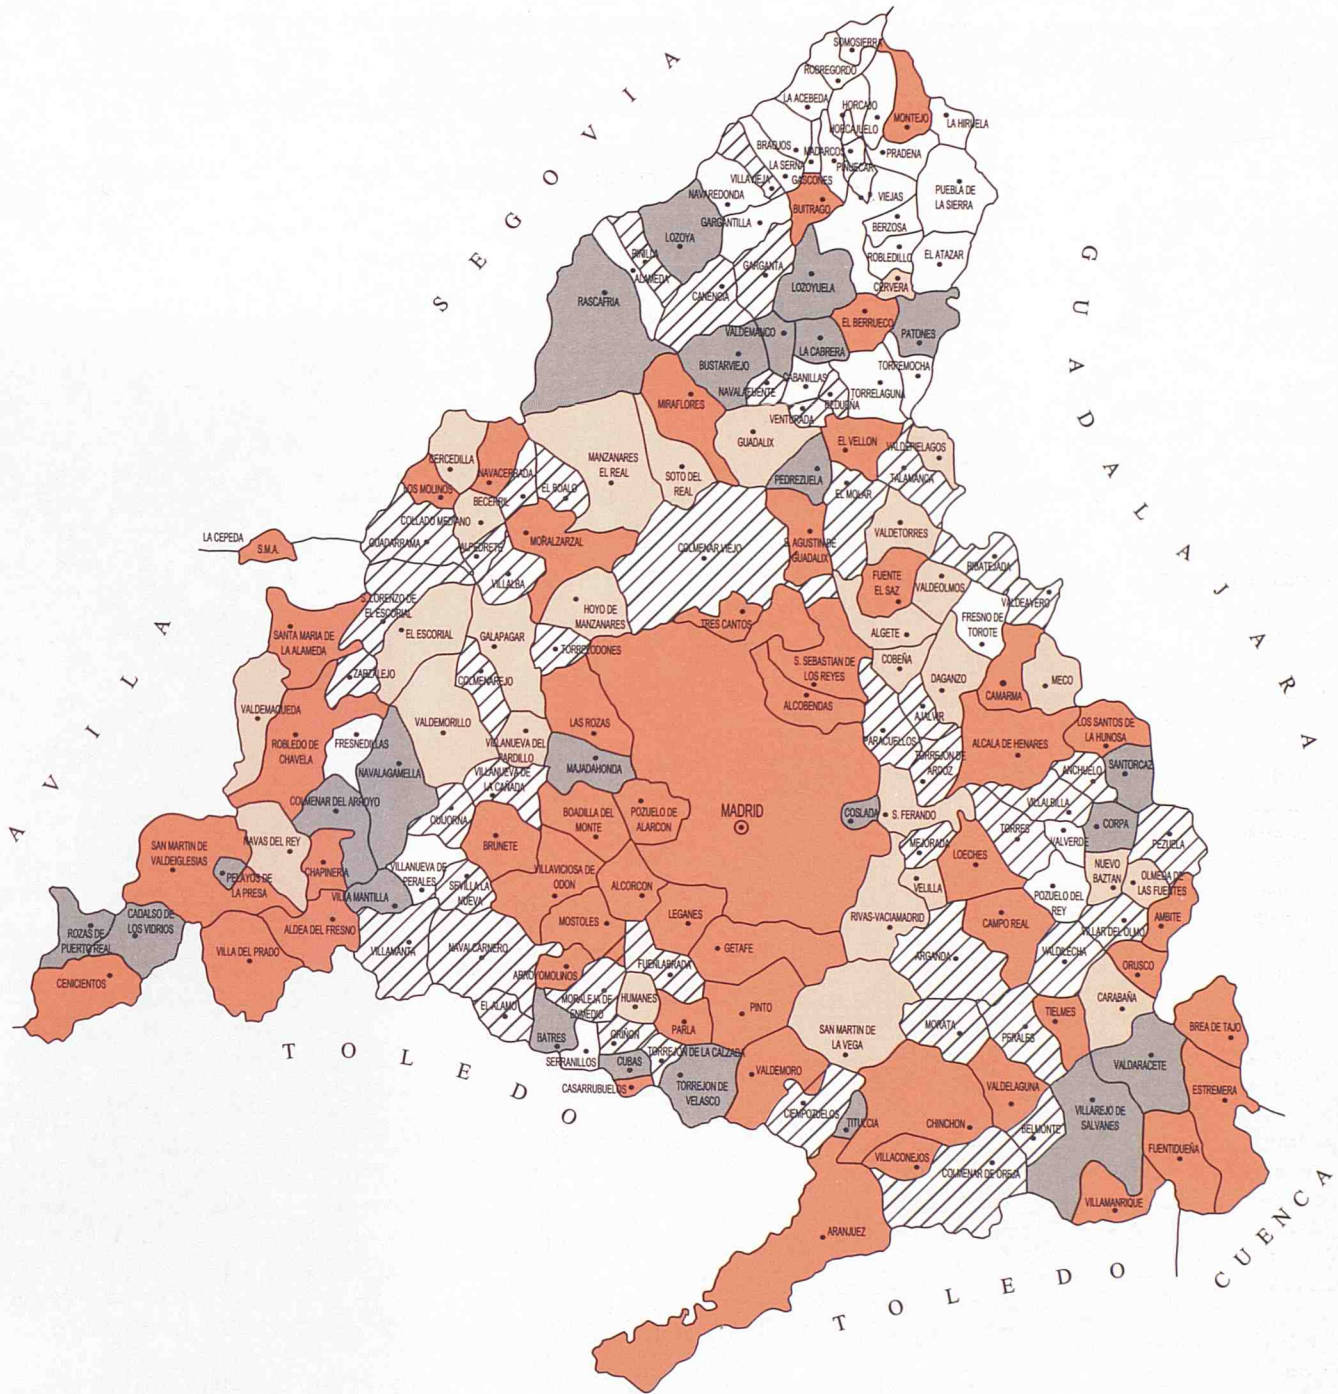 SEGOVIA
GUADALAJARA
AVILA
TOLEDO
TOLEDO
CUENCA
SOMOSIERRA
ROBREGORDO
LA ACEBEDA
HORCAJO
HORCAJUELO
MONTEJO
LA HIRUELA
BRAOJOS
MADARCOS
PRADENA
LA SERNA
PIÑUECAR
GASCONES
VILLAVIEJA
NAVAREDONDA
BUITRAGO
P. VIEJAS
PUEBLA DE
LA SIERRA
GARGANTILLA
BERZOSA
LOZOYA
ROBLEDILLO
EL ATAZAR
PINILLA
ALAMEDA
GARGANTA
CANENCIA
LOZOYUELA
CERVERA
RASCAFRIA
EL BERRUECO
PATONES
VALDEMANCO
LA CABRERA
BUSTARVIEJO
TORREMOCHA
CABANILLAS
TORRELAGUNA
NAVALAFUENTE
REDUEÑA
MIRAFLORES
VENTURADA
GUADALIX
EL VELLON
VALDEPIELAGOS
CERCEDILLA
NAVACERRADA
MANZANARES
EL REAL
SOTO DEL
REAL
PEDREZUELA
TALAMANCA
LOS MOLINOS
BECERRIL
EL BOALO
EL MOLAR
COLLADO MEDIANO
GUADARRAMA
ALPEDRETE
MORALZARZAL
COLMENAR VIEJO
S. AGUSTIN DE
GUADALIX
VALDETORRES
LA CEPEDA
S.M.A.
VILLALBA
RIBATEJADA
FUENTE
EL SAZ
VALDEOLMOS
VALDEAVERO
S. LORENZO DE
EL ESCORIAL
HOYO DE
MANZANARES
FRESNO DE
TOROTE
TRES CANTOS
SANTA MARIA DE
LA ALAMEDA
EL ESCORIAL
GALAPAGAR
TORRELODONES
ALGETE
COBEÑA
ZARZALEJO
COLMENAREJO
S. SEBASTIAN DE
LOS REYES
DAGANZO
CAMARMA
MECO
ALCOBENDAS
VALDEMAQUEDA
VALDEMORILLO
LAS ROZAS
AJALVIR
ROBLEDO DE
CHAVELA
FRESNEDILLAS
VILLANUEVA DEL
PARDILLO
PARACUELLOS
ALCALA DE HENARES
LOS SANTOS DE
LA HUNOSA
NAVALAGAMELLA
MAJADAHONDA
TORREJON DE
ARDOZ
ANCHUELO
SANTORCAZ
VILLANUEVA DE
LA CAÑADA
COLMENAR DEL ARROYO
VILLALBILLA
QUIJORNA
BOADILLA DEL
MONTE
POZUELO DE
ALARCON
MADRID
COSLADA
S. FERANDO
TORRES
CORPA
SAN MARTIN DE
VALDEIGLESIAS
NAVAS DEL REY
BRUNETE
MEJORADA
VALVERDE
PEZUELA
LOECHES
CHAPINERIA
VILLANUEVA DE
PERALES
VILLAVICIOSA DE
ODON
NUEVO
BAZTAN
PELAYOS DE
LA PRESA
SEVILLA LA
NUEVA
ALCORCON
VELILLA
POZUELO DEL
REY
OLMEDA DE
LAS FUENTES
VILLA MANTILLA
CADALSO DE
LOS VIDRIOS
ALDEA DEL FRESNO
MOSTOLES
LEGANES
RIVAS-VACIAMADRID
CAMPO REAL
AMBITE
ROZAS DE
PUERTO REAL
VILLAR DEL OLMO
VILLA DEL PRADO
VILLAMANTA
NAVALCARNERO
GETAFE
ARGANDA
VALDILECHA
FUENLABRADA
ORUSCO
CENICIENTOS
ARROYOMOLINOS
EL ALAMO
MORALEJA DE
ENMEDIO
HUMANES
CARABAÑA
PINTO
PARLA
SAN MARTIN DE
LA VEGA
MORATA
PERALES
TIELMES
BREA DE TAJO
BATRES
GRIÑON
SERRANILLOS
CUBAS
TORREJON DE LA CALZADA
VALDARACETE
CASARRUBUELOS
TORREJON DE
VELASCO
VALDEMORO
VALDELAGUNA
ESTREMERA
CIEMPOZUELOS
TITULCIA
CHINCHON
VILLAREJO DE
SALVANES
BELMONTE
FUENTIDUEÑA
VILLACONEJOS
COLMENAR DE OREJA
VILLAMANRIQUE
ARANJUEZ